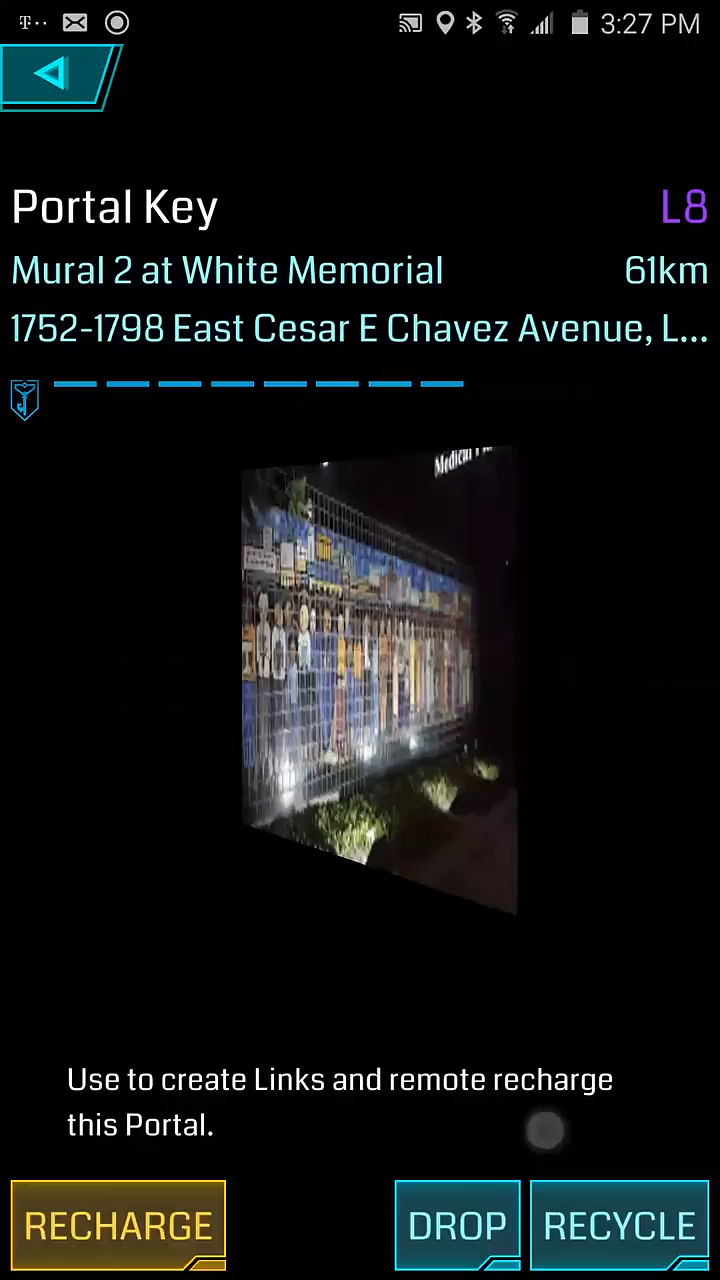 T·· 3:27 PM
Portal Key L8
Mural 2 at White Memorial 61km
1752-1798 East Cesar E Chavez Avenue, L...
Medical
Use to create Links and remote recharge
this Portal.
RECHARGE DROP RECYCLE